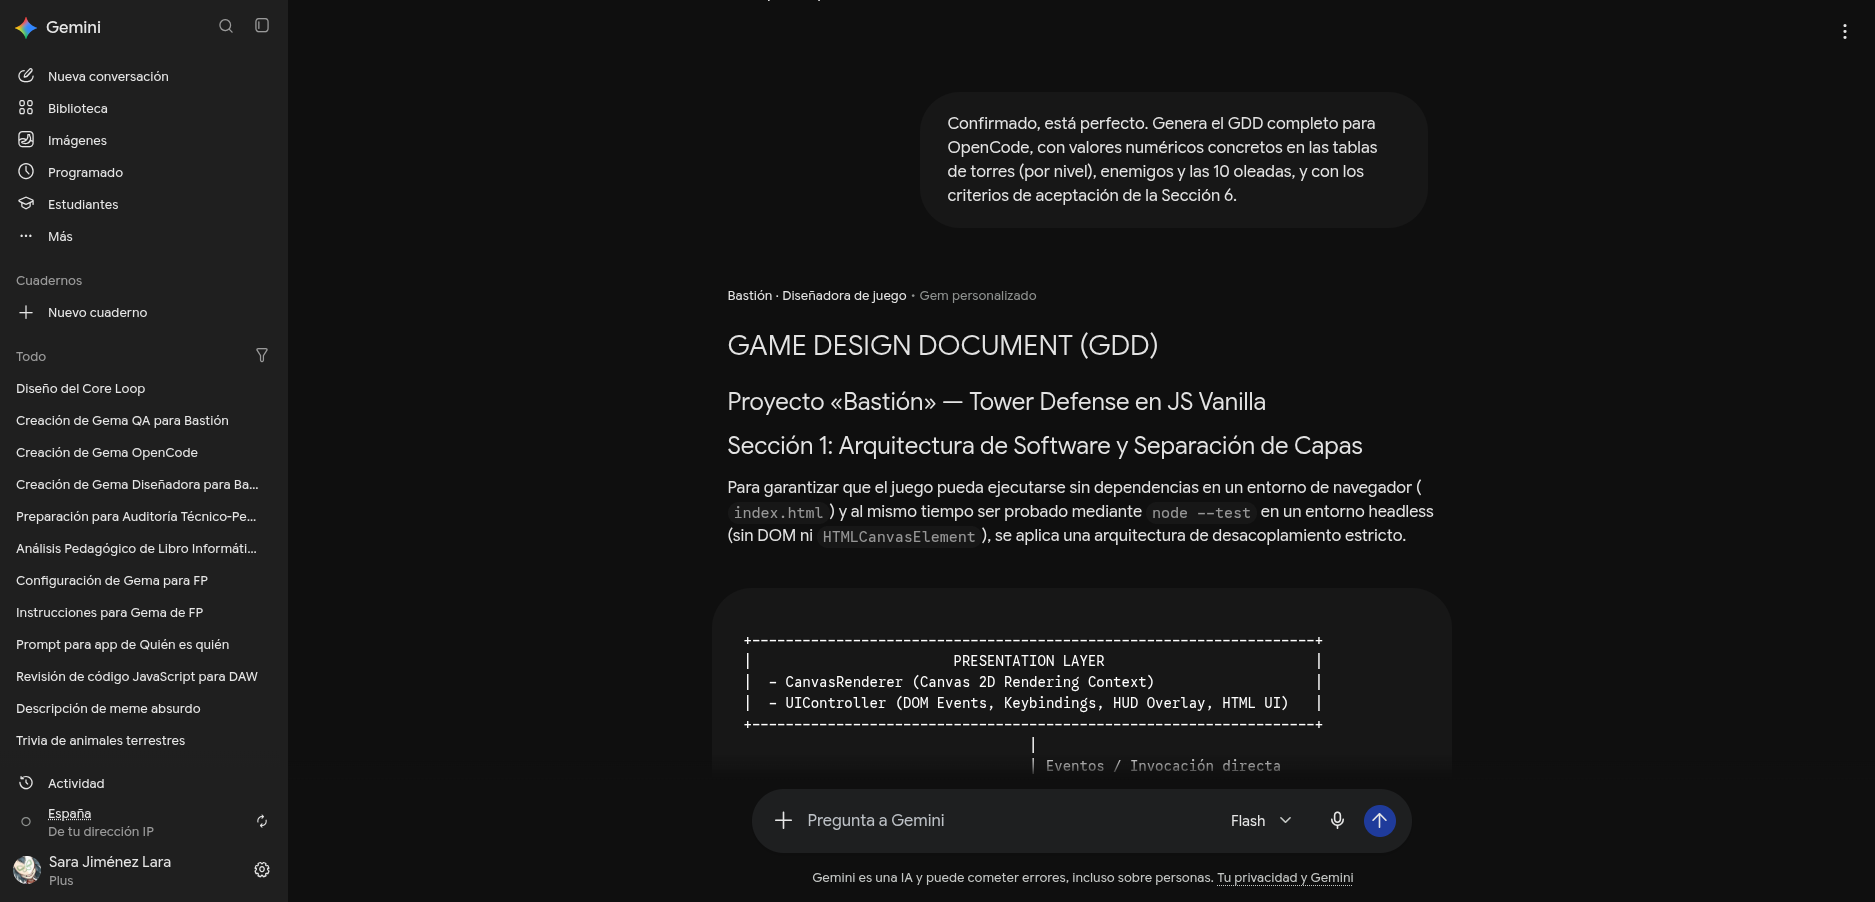 Gemini
Nueva conversación
Biblioteca
Imágenes
Programado
Estudiantes
Más
Cuadernos
Nuevo cuaderno
Todo
Diseño del Core Loop
Creación de Gema QA para Bastión
Creación de Gema OpenCode
Creación de Gema Diseñadora para Ba...
Preparación para Auditoría Técnico-Pe...
Análisis Pedagógico de Libro Informáti...
Configuración de Gema para FP
Instrucciones para Gema de FP
Prompt para app de Quién es quién
Revisión de código JavaScript para DAW
Descripción de meme absurdo
Trivia de animales terrestres
Actividad
España
De tu dirección IP
Sara Jiménez Lara
Plus
Confirmado, está perfecto. Genera el GDD completo para
OpenCode, con valores numéricos concretos en las tablas
de torres (por nivel), enemigos y las 10 oleadas, y con los
criterios de aceptación de la Sección 6.
Bastión · Diseñadora de juego • Gem personalizado
GAME DESIGN DOCUMENT (GDD)
Proyecto «Bastión» — Tower Defense en JS Vanilla
Sección 1: Arquitectura de Software y Separación de Capas
Para garantizar que el juego pueda ejecutarse sin dependencias en un entorno de navegador (
index.html ) y al mismo tiempo ser probado mediante node --test en un entorno headless
(sin DOM ni HTMLCanvasElement ), se aplica una arquitectura de desacoplamiento estricto.
+-------------------------------------------------------------------+
| PRESENTATION LAYER |
| - CanvasRenderer (Canvas 2D Rendering Context) |
| - UIController (DOM Events, Keybindings, HUD Overlay, HTML UI) |
+-------------------------------------------------------------------+
|
| Eventos / Invocación directa
Pregunta a Gemini
Flash
Gemini es una IA y puede cometer errores, incluso sobre personas. Tu privacidad y Gemini